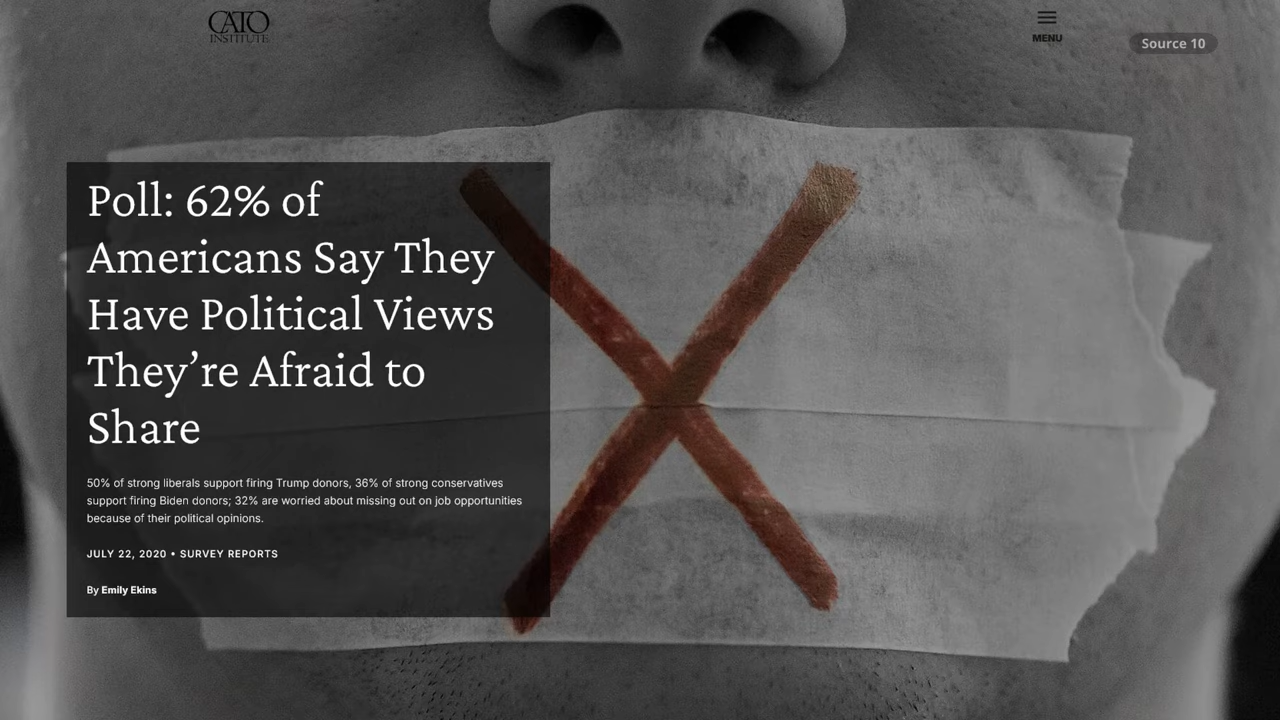 CATO
INSTITUTE
MENU
Source 10
Poll: 62% of
Americans Say They
Have Political Views
They’re Afraid to
Share
50% of strong liberals support firing Trump donors, 36% of strong conservatives
support firing Biden donors; 32% are worried about missing out on job opportunities
because of their political opinions.
JULY 22, 2020 • SURVEY REPORTS
By Emily Ekins